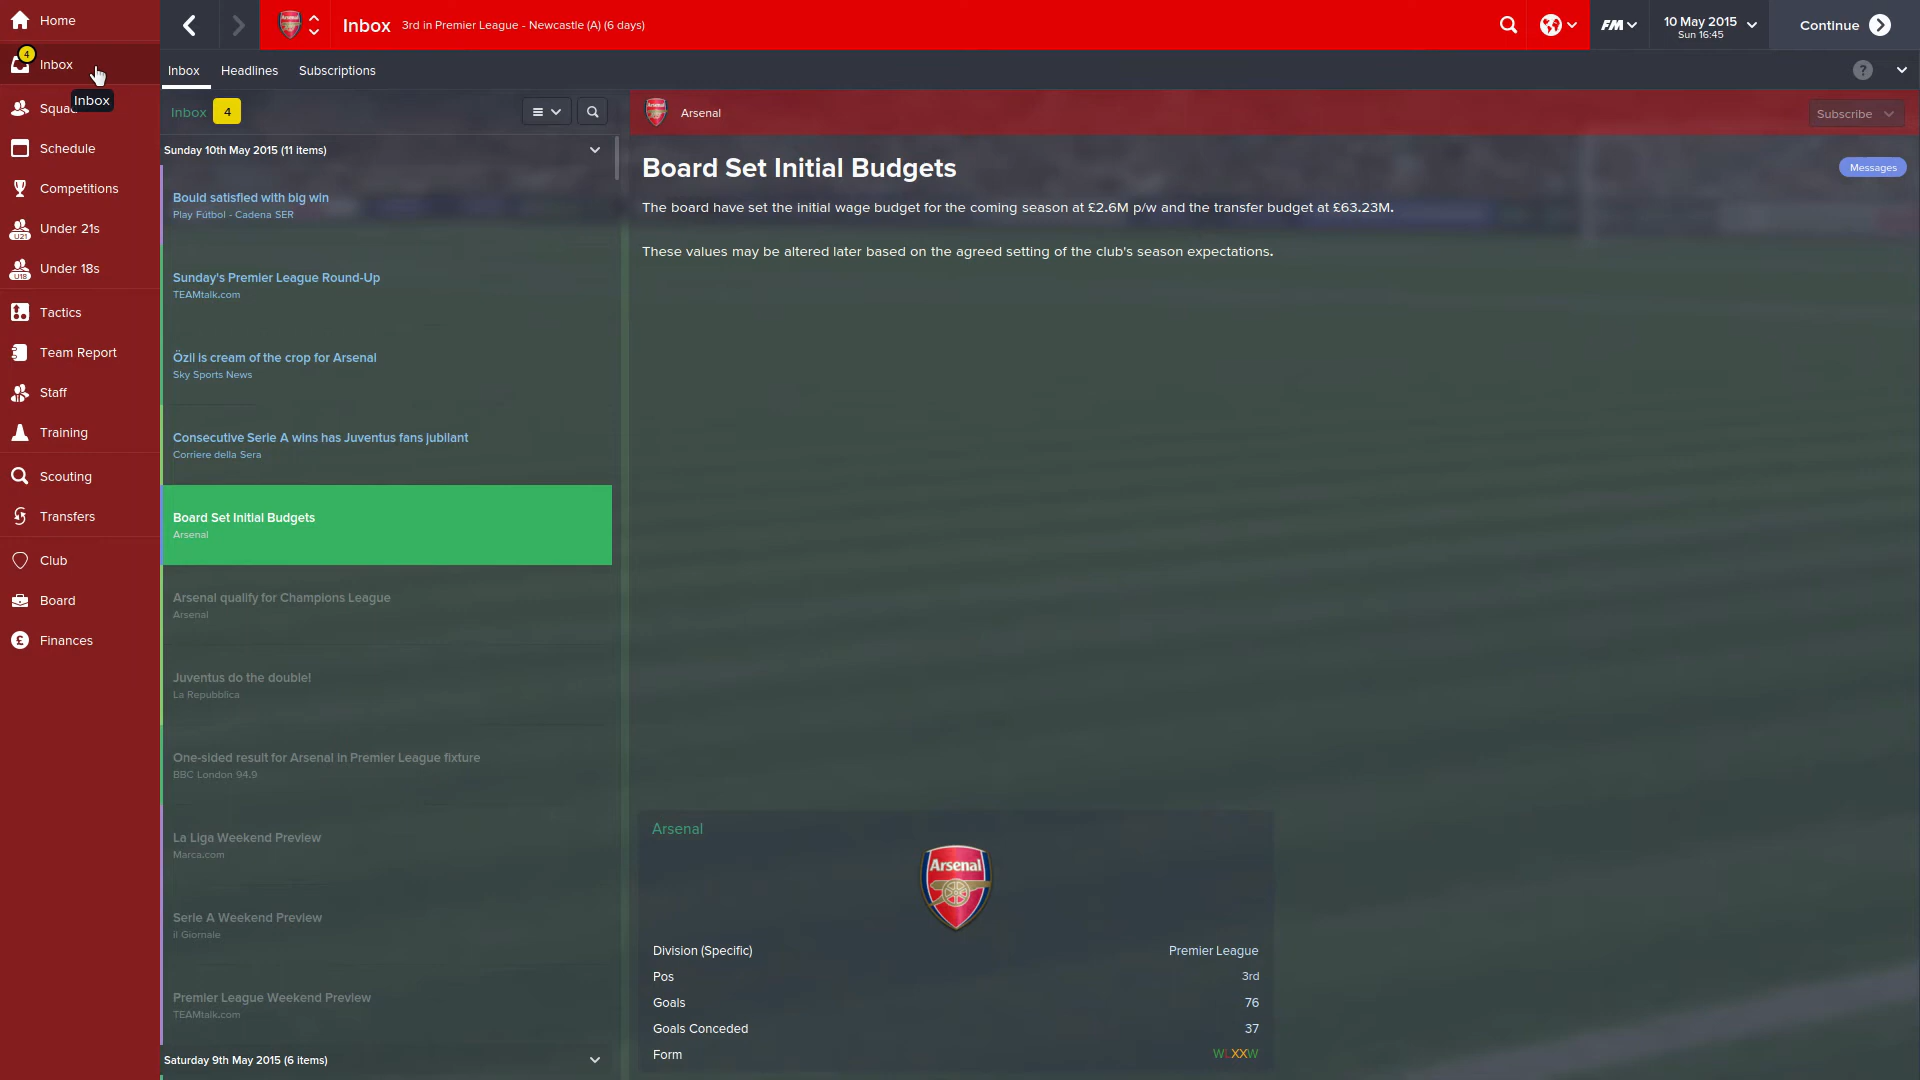 Home
4
Inbox
Inbox
Squa
Schedule
Competitions
U21
Under 21s
U18
Under 18s
Tactics
Team Report
Staff
Training
Scouting
Transfers
Club
Board
£ Finances
Arsenal
Inbox 3rd in Premier League - Newcastle (A) (6 days)
FM
10 May 2015
Sun 16:45
Continue
Inbox Headlines Subscriptions
?
Inbox 4
Sunday 10th May 2015 (11 items)
Bould satisfied with big win
Play Fútbol - Cadena SER
Sunday's Premier League Round-Up
TEAMtalk.com
Özil is cream of the crop for Arsenal
Sky Sports News
Consecutive Serie A wins has Juventus fans jubilant
Corriere della Sera
Board Set Initial Budgets
Arsenal
Arsenal qualify for Champions League
Arsenal
Juventus do the double!
La Repubblica
One-sided result for Arsenal in Premier League fixture
BBC London 94.9
La Liga Weekend Preview
Marca.com
Serie A Weekend Preview
il Giornale
Premier League Weekend Preview
TEAMtalk.com
Saturday 9th May 2015 (6 items)
Arsenal
Arsenal
Subscribe
Board Set Initial Budgets
Messages
The board have set the initial wage budget for the coming season at £2.6M p/w and the transfer budget at £63.23M.
These values may be altered later based on the agreed setting of the club's season expectations.
Arsenal
Arsenal
Division (Specific) Premier League
Pos 3rd
Goals 76
Goals Conceded 37
Form WLXXW